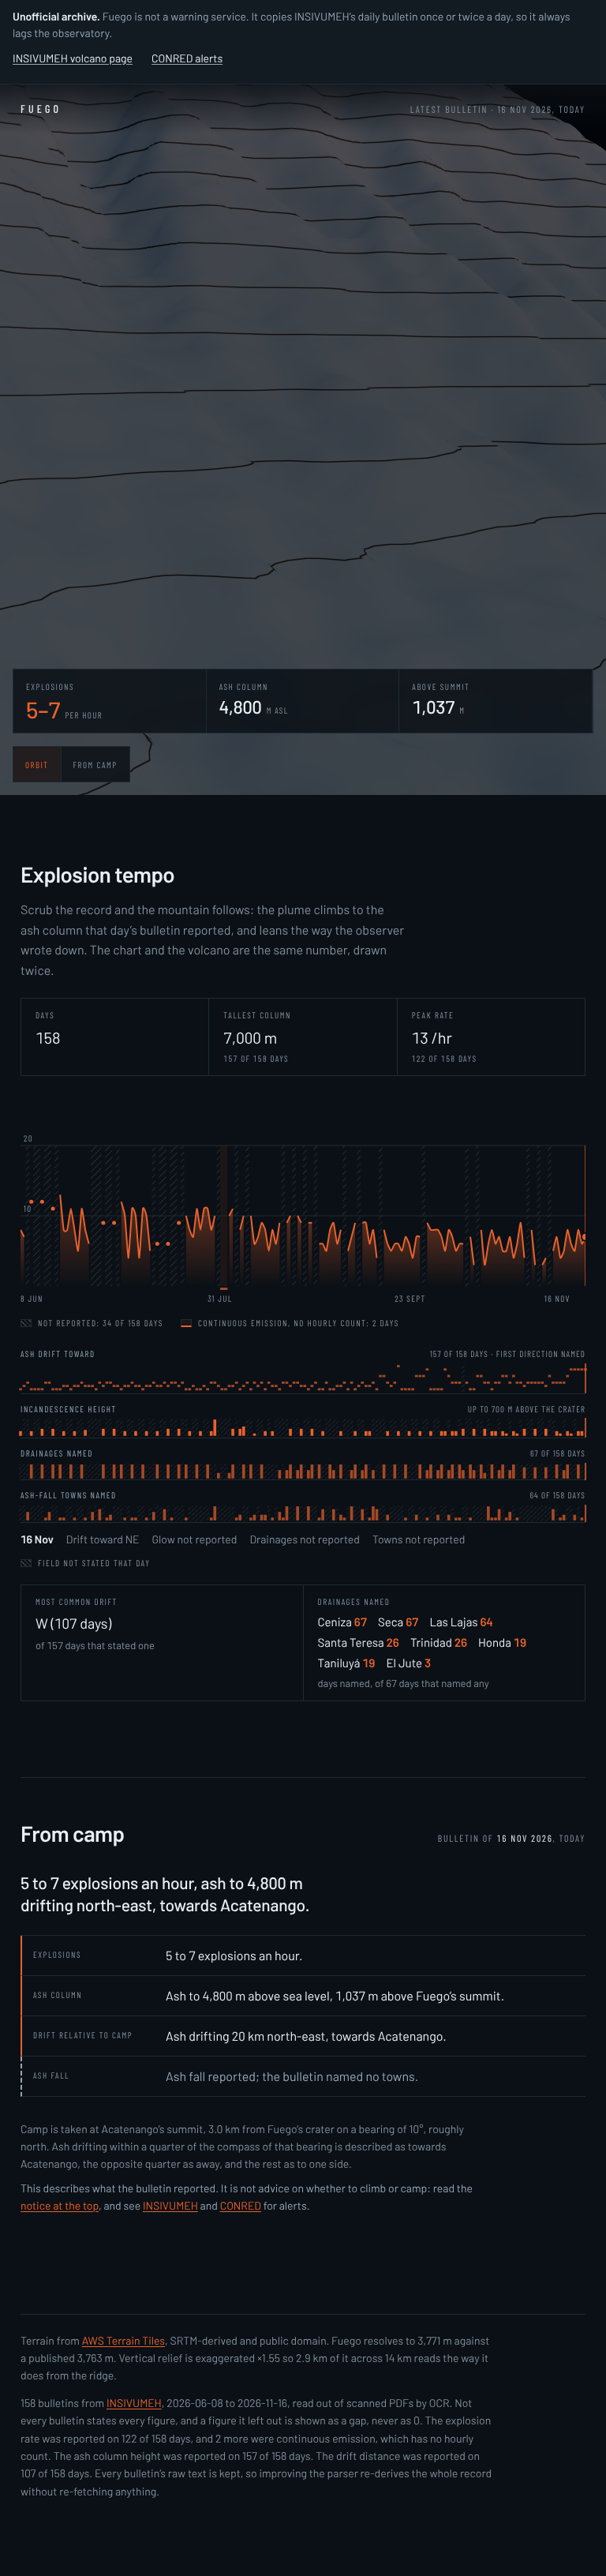 Unofficial archive. Fuego is not a warning service. It copies INSIVUMEH's daily bulletin once or twice a day, so it always
lags the observatory.
INSIVUMEH volcano page CONRED alerts
FUEGO
LATEST BULLETIN · 16 NOV 2026, TODAY
EXPLOSIONS
5–7 PER HOUR
ASH COLUMN
4,800 M ASL
ABOVE SUMMIT
1,037 M
ORBIT FROM CAMP
Explosion tempo
Scrub the record and the mountain follows: the plume climbs to the
ash column that day's bulletin reported, and leans the way the observer
wrote down. The chart and the volcano are the same number, drawn
twice.
DAYS
158
TALLEST COLUMN
7,000 m
157 OF 158 DAYS
PEAK RATE
13 /hr
122 OF 158 DAYS
20
10
8 JUN 31 JUL 23 SEPT 16 NOV
NOT REPORTED: 34 OF 158 DAYS CONTINUOUS EMISSION, NO HOURLY COUNT: 2 DAYS
ASH DRIFT TOWARD 157 OF 158 DAYS · FIRST DIRECTION NAMED
INCANDESCENCE HEIGHT UP TO 700 M ABOVE THE CRATER
DRAINAGES NAMED 67 OF 158 DAYS
ASH-FALL TOWNS NAMED 64 OF 158 DAYS
16 Nov Drift toward NE Glow not reported Drainages not reported Towns not reported
FIELD NOT STATED THAT DAY
MOST COMMON DRIFT
W (107 days)
of 157 days that stated one
DRAINAGES NAMED
Ceniza 67 Seca 67 Las Lajas 64
Santa Teresa 26 Trinidad 26 Honda 19
Taniluyá 19 El Jute 3
days named, of 67 days that named any
From camp
BULLETIN OF 16 NOV 2026, TODAY
5 to 7 explosions an hour, ash to 4,800 m
drifting north-east, towards Acatenango.
EXPLOSIONS 5 to 7 explosions an hour.
ASH COLUMN Ash to 4,800 m above sea level, 1,037 m above Fuego's summit.
DRIFT RELATIVE TO CAMP Ash drifting 20 km north-east, towards Acatenango.
ASH FALL Ash fall reported; the bulletin named no towns.
Camp is taken at Acatenango's summit, 3.0 km from Fuego's crater on a bearing of 10°, roughly
north. Ash drifting within a quarter of the compass of that bearing is described as towards
Acatenango, the opposite quarter as away, and the rest as to one side.
This describes what the bulletin reported. It is not advice on whether to climb or camp: read the
notice at the top, and see INSIVUMEH and CONRED for alerts.
Terrain from AWS Terrain Tiles, SRTM-derived and public domain. Fuego resolves to 3,771 m against
a published 3,763 m. Vertical relief is exaggerated ×1.55 so 2.9 km of it across 14 km reads the way it
does from the ridge.
158 bulletins from INSIVUMEH, 2026-06-08 to 2026-11-16, read out of scanned PDFs by OCR. Not
every bulletin states every figure, and a figure it left out is shown as a gap, never as 0. The explosion
rate was reported on 122 of 158 days, and 2 more were continuous emission, which has no hourly
count. The ash column height was reported on 157 of 158 days. The drift distance was reported on
107 of 158 days. Every bulletin's raw text is kept, so improving the parser re-derives the whole record
without re-fetching anything.